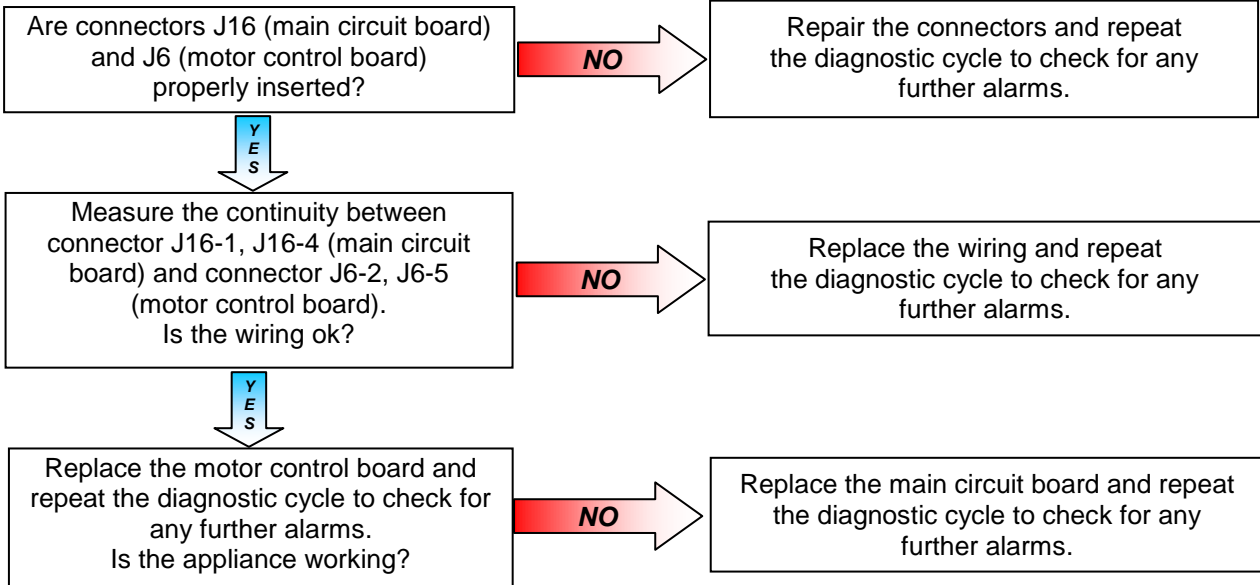 Are connectors J16 (main circuit board)
and J6 (motor control board)
properly inserted?
NO
Repair the connectors and repeat
the diagnostic cycle to check for any
further alarms.
YES
Measure the continuity between
connector J16-1, J16-4 (main circuit
board) and connector J6-2, J6-5
(motor control board).
Is the wiring ok?
NO
Replace the wiring and repeat
the diagnostic cycle to check for any
further alarms.
YES
Replace the motor control board and
repeat the diagnostic cycle to check for
any further alarms.
Is the appliance working?
NO
Replace the main circuit board and repeat
the diagnostic cycle to check for any
further alarms.